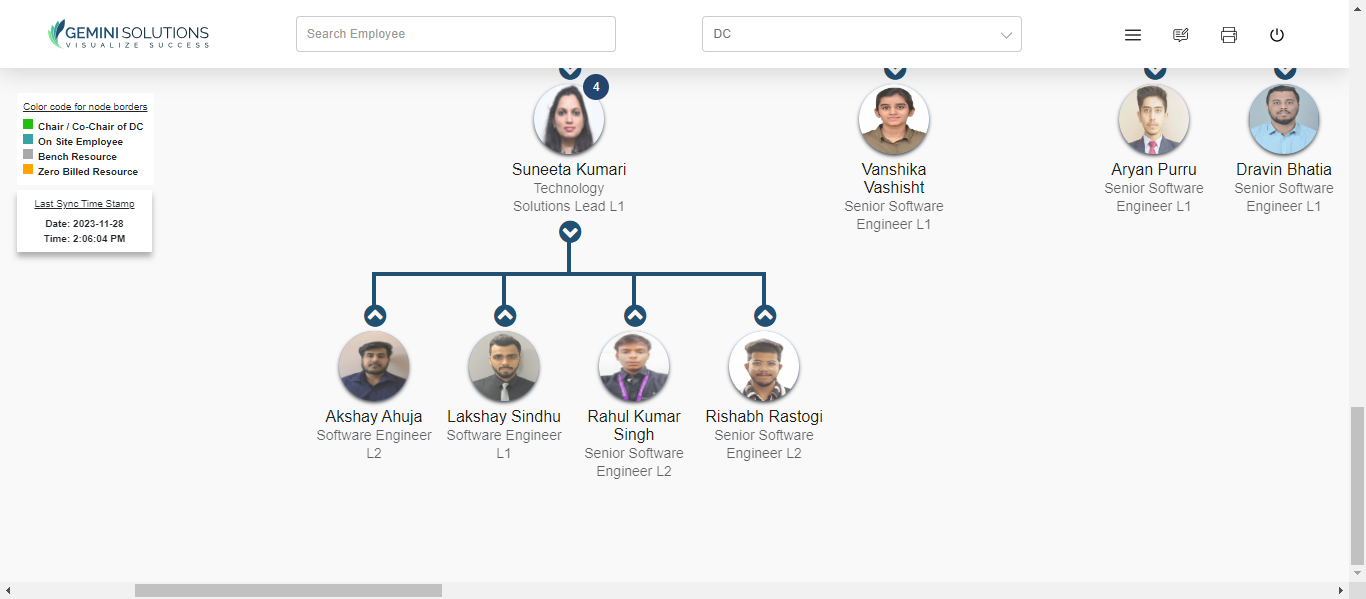 GEMINI SOLUTIONS
VISUALIZE SUCCESS
Search Employee
DC
Color code for node borders
Chair / Co-Chair of DC
On Site Employee
Bench Resource
Zero Billed Resource
Last Sync Time Stamp
Date: 2023-11-28
Time: 2:06:04 PM
4
Suneeta Kumari
Technology
Solutions Lead L1
Vanshika
Vashisht
Senior Software
Engineer L1
Aryan Purru
Senior Software
Engineer L1
Dravin Bhatia
Senior Software
Engineer L1
Akshay Ahuja
Software Engineer
L2
Lakshay Sindhu
Software Engineer
L1
Rahul Kumar
Singh
Senior Software
Engineer L2
Rishabh Rastogi
Senior Software
Engineer L2